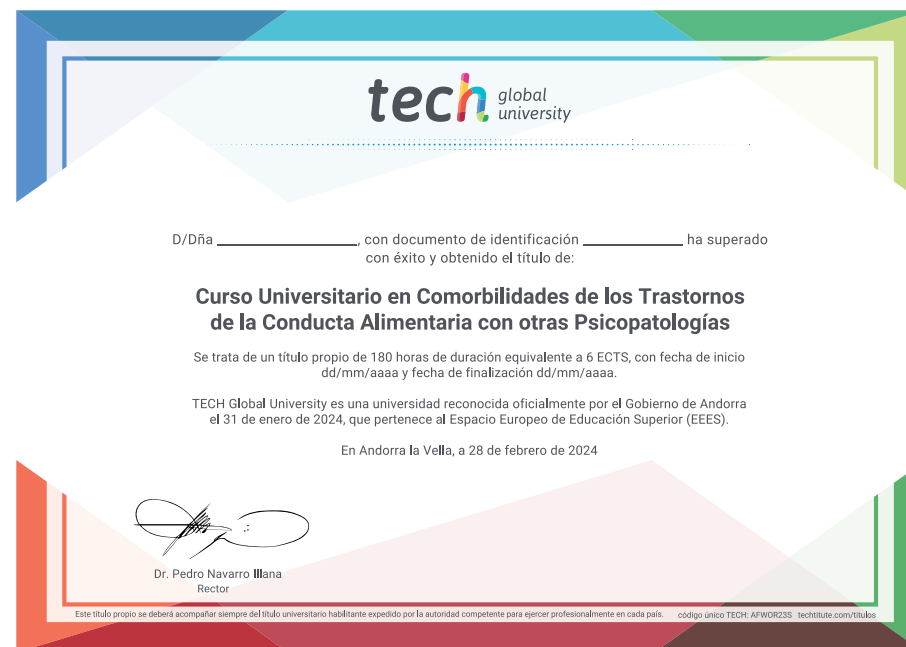 tech global university
D/Dña ____________________, con documento de identificación ______________ ha superado
con éxito y obtenido el título de:
Curso Universitario en Comorbilidades de los Trastornos
de la Conducta Alimentaria con otras Psicopatologías
Se trata de un título propio de 180 horas de duración equivalente a 6 ECTS, con fecha de inicio
dd/mm/aaaa y fecha de finalización dd/mm/aaaa.
TECH Global University es una universidad reconocida oficialmente por el Gobierno de Andorra
el 31 de enero de 2024, que pertenece al Espacio Europeo de Educación Superior (EEES).
En Andorra la Vella, a 28 de febrero de 2024
Dr. Pedro Navarro Illana
Rector
Este título propio se deberá acompañar siempre del título universitario habilitante expedido por la autoridad competente para ejercer profesionalmente en cada país. código único TECH: AFWOR23S techtitute.com/titulos